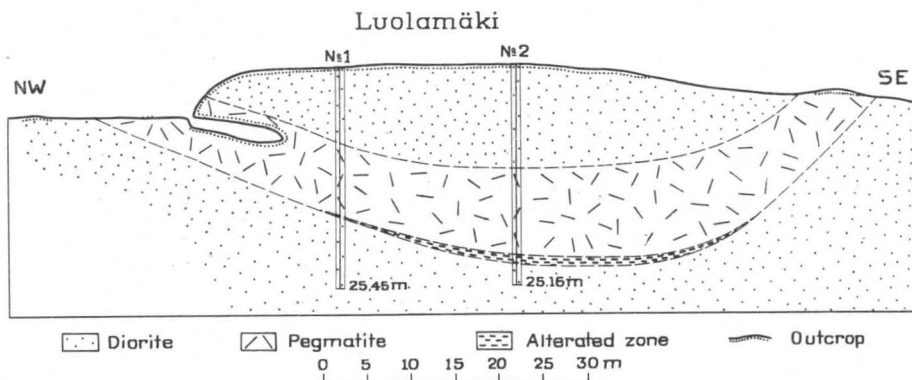 Luolamäki
№1 №2
NW SE
25.45m 25.15m
Diorite Pegmatite Alterated zone Outcrop
0 5 10 15 20 25 30 m